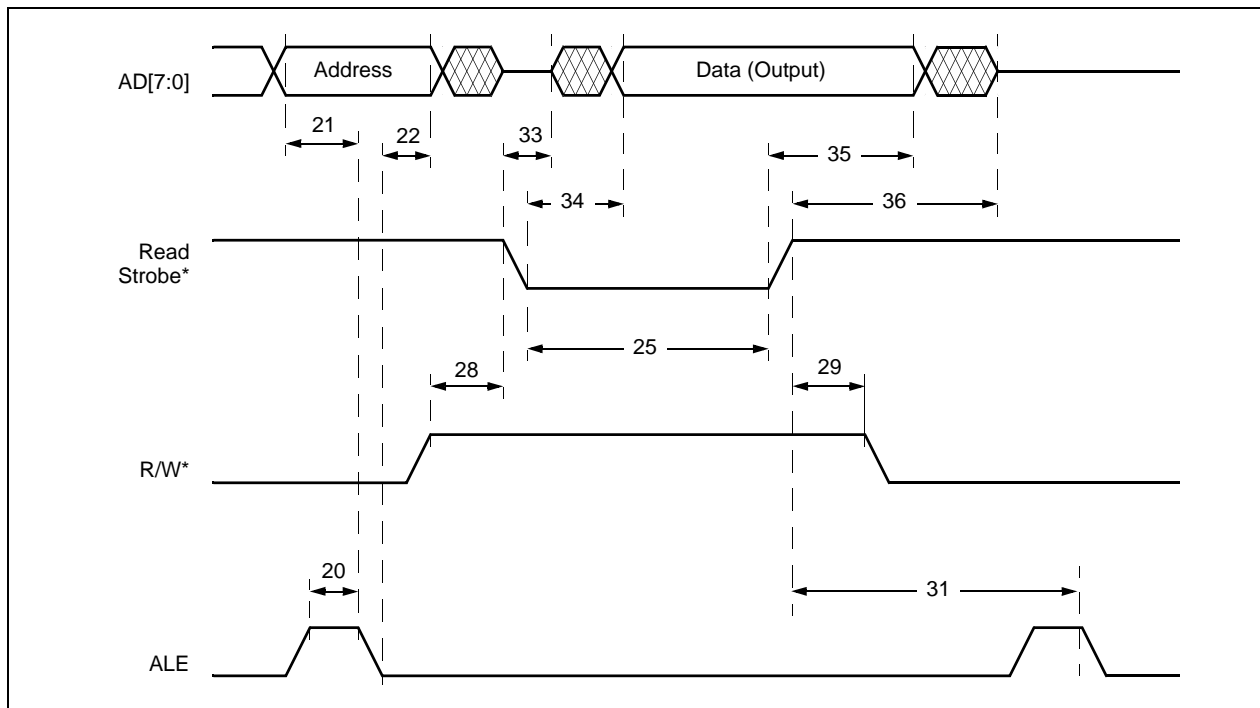 AD[7:0]
Address
Data (Output)
21
22
33
35
34
36
Read
Strobe*
25
28
29
R/W*
20
31
ALE